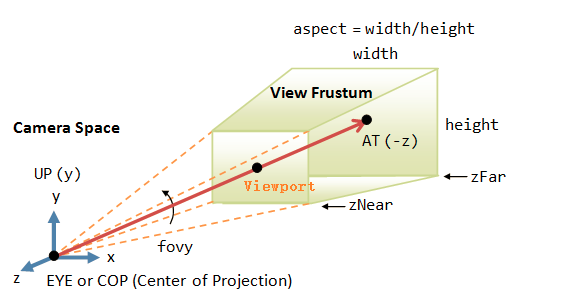 aspect = width/height
width
View Frustum
Camera Space
height
AT (-z)
UP (y)
zFar
Viewport
y
zNear
fovy
x
z
EYE or COP (Center of Projection)